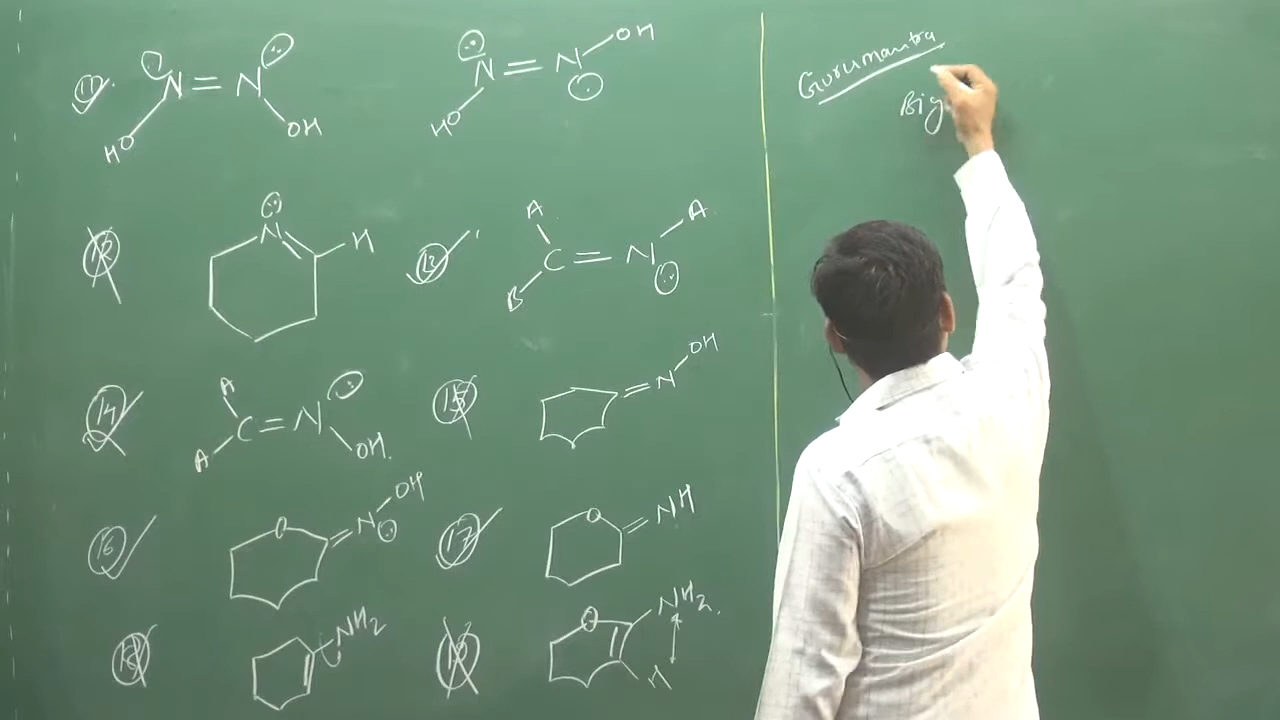 11. HO N = N OH
HO N = N OH
12 N H
13 A B C = N A
14 A A C = N OH
15 = N OH
16 O = N OH
17 O = NH
18 NH2
19 O NH2 H
Gurumantra
Big